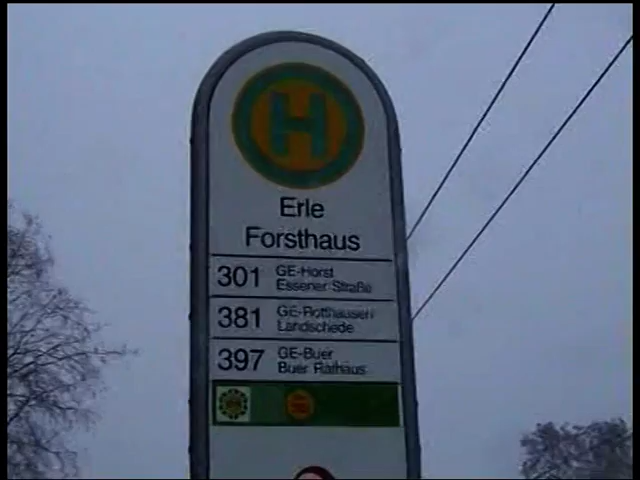 H
Erle
Forsthaus
301 GE-Horst
Essener Straße
381 GE-Rotthausen
Landschede
397 GE-Buer
Buer Rathaus